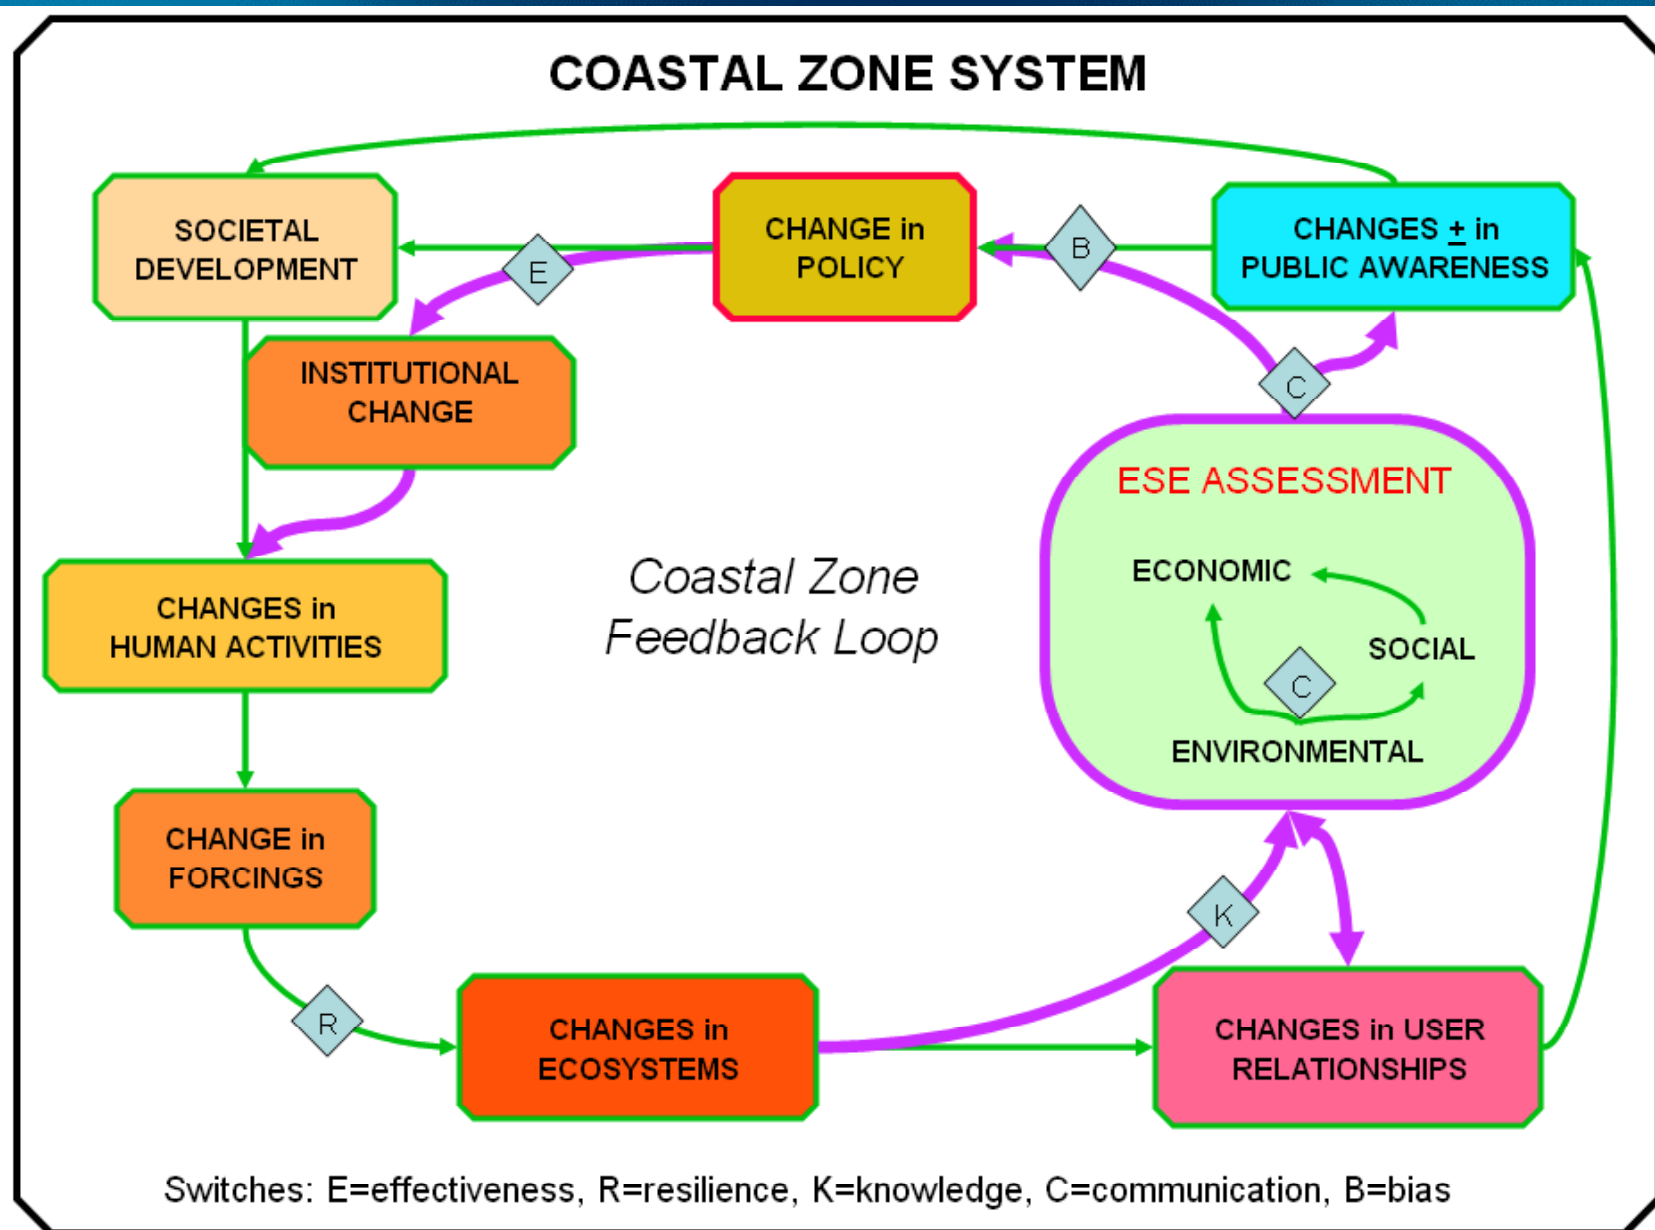 COASTAL ZONE SYSTEM
SOCIETAL
DEVELOPMENT
CHANGE in
POLICY
CHANGES ± in
PUBLIC AWARENESS
E
B
INSTITUTIONAL
CHANGE
C
ESE ASSESSMENT
ECONOMIC
SOCIAL
C
ENVIRONMENTAL
Coastal Zone
Feedback Loop
CHANGES in
HUMAN ACTIVITIES
CHANGE in
FORCINGS
K
R
CHANGES in
ECOSYSTEMS
CHANGES in USER
RELATIONSHIPS
Switches: E=effectiveness, R=resilience, K=knowledge, C=communication, B=bias